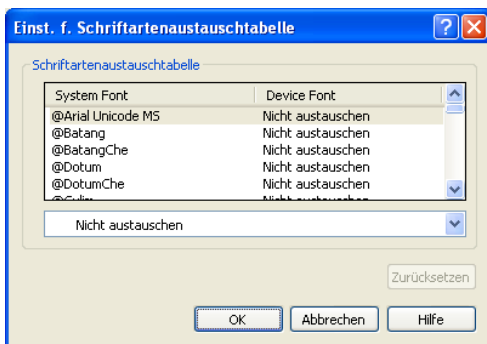 Einst. f. Schriftartenaustauschtabelle
Schriftartenaustauschtabelle
System Font Device Font
@Arial Unicode MS Nicht austauschen
@Batang Nicht austauschen
@BatangChe Nicht austauschen
@Dotum Nicht austauschen
@DotumChe Nicht austauschen
Nicht austauschen
Zurücksetzen
OK Abbrechen Hilfe